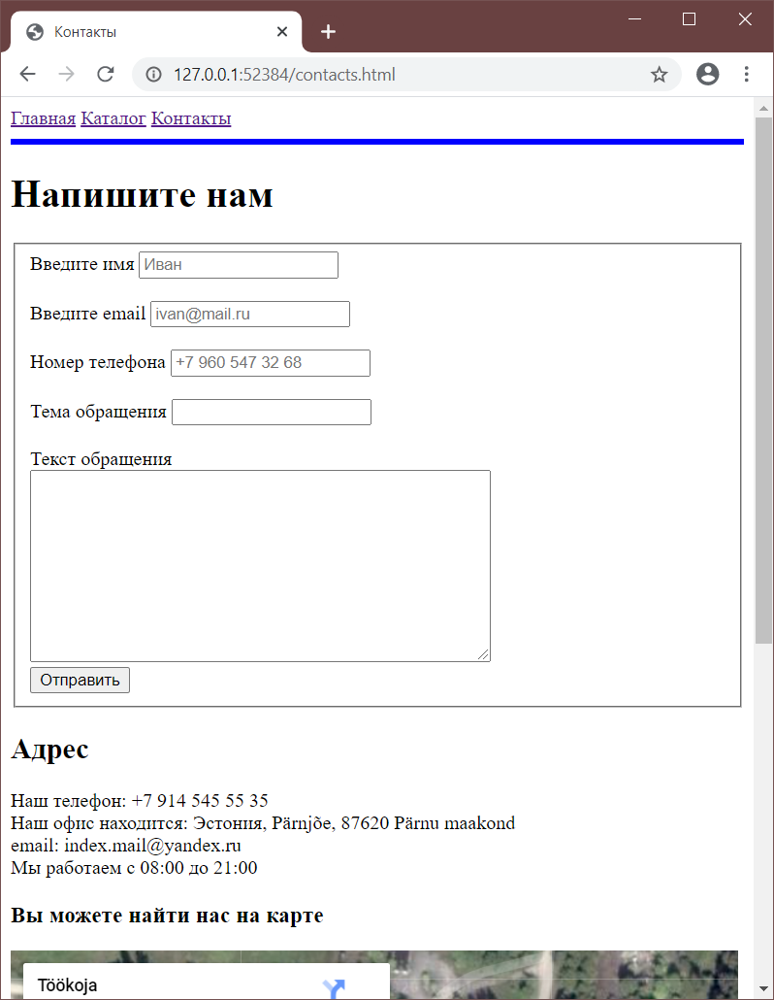 Контакты
127.0.0.1:52384/contacts.html
Главная Каталог Контакты
Напишите нам
Введите имя Иван
Введите email ivan@mail.ru
Номер телефона +7 960 547 32 68
Тема обращения
Текст обращения
Отправить
Адрес
Наш телефон: +7 914 545 55 35
Наш офис находится: Эстония, Pärnjõe, 87620 Pärnu maakond
email: index.mail@yandex.ru
Мы работаем с 08:00 до 21:00
Вы можете найти нас на карте
Töökoja